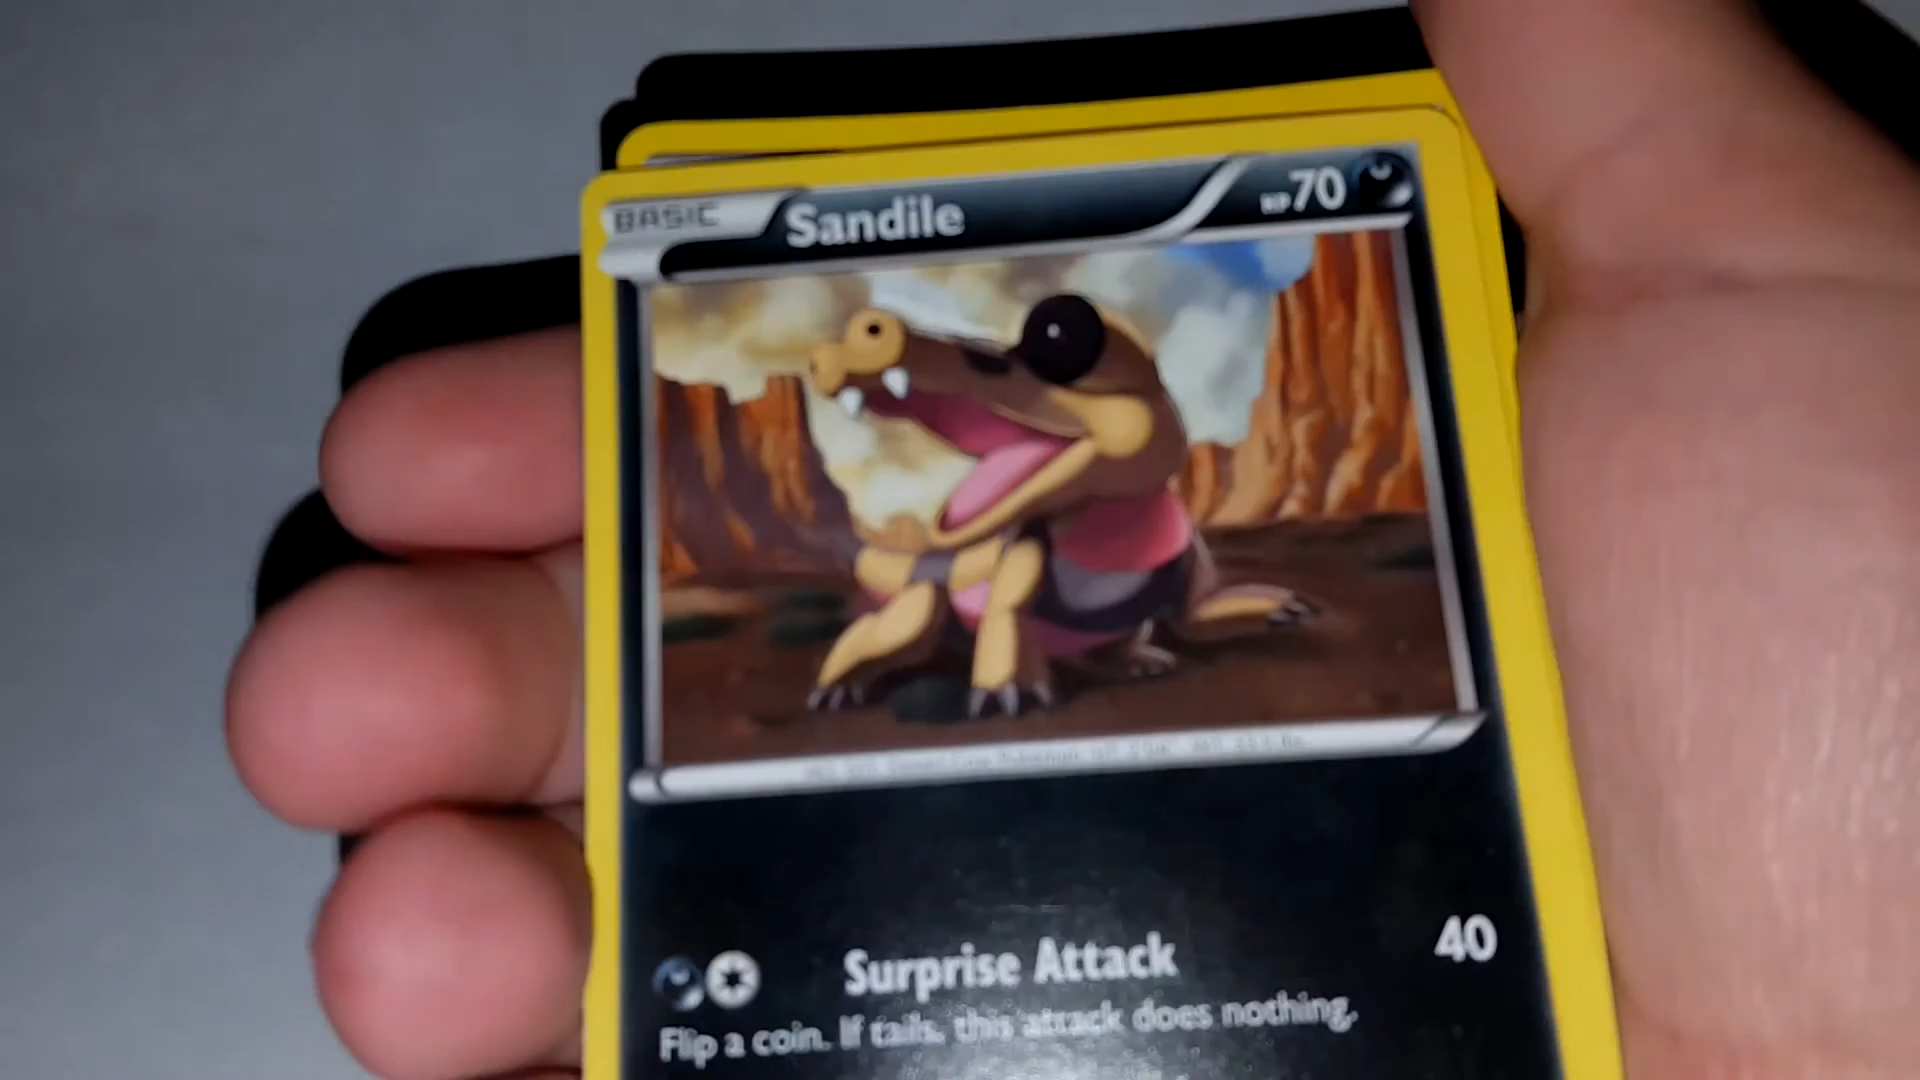 BASIC Sandile HP70
Surprise Attack 40
Flip a coin. If tails, this attack does nothing.